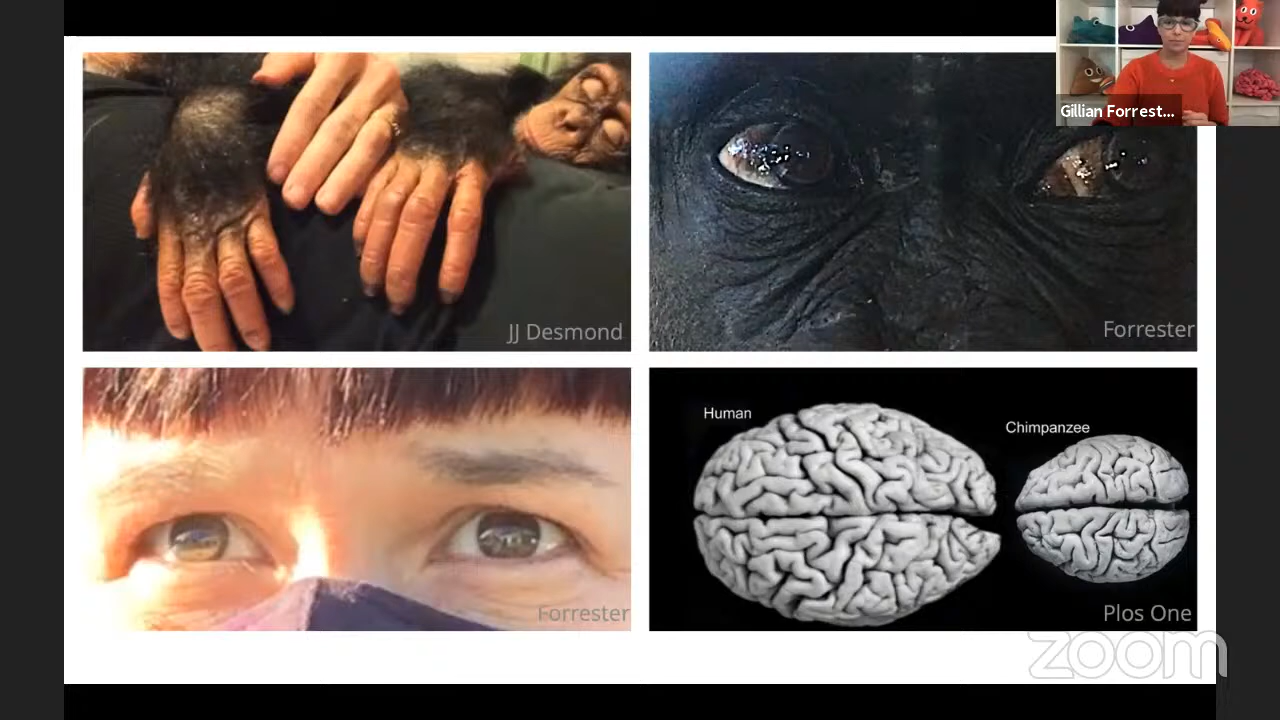 Gillian Forrest...
JJ Desmond
Forrester
Forrester
Human
Chimpanzee
Plos One
zoom